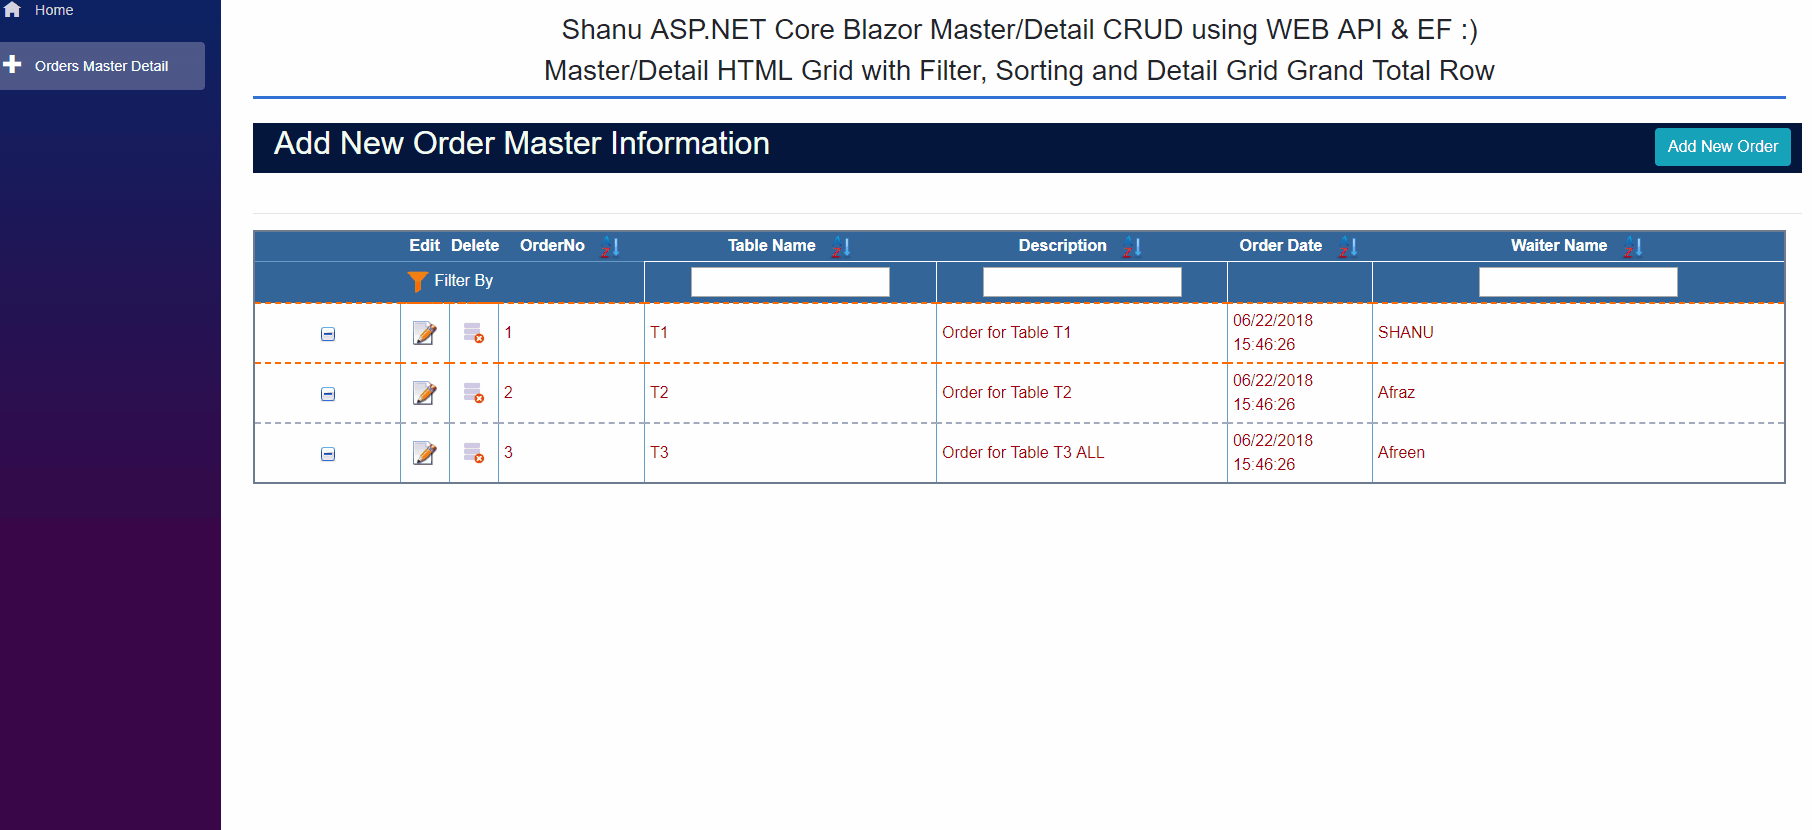 Home
Orders Master Detail
Shanu ASP.NET Core Blazor Master/Detail CRUD using WEB API & EF :)
Master/Detail HTML Grid with Filter, Sorting and Detail Grid Grand Total Row
Add New Order Master Information
Add New Order
Edit Delete OrderNo Table Name Description Order Date Waiter Name
Filter By
1 T1 Order for Table T1 06/22/2018 15:46:26 SHANU
2 T2 Order for Table T2 06/22/2018 15:46:26 Afraz
3 T3 Order for Table T3 ALL 06/22/2018 15:46:26 Afreen